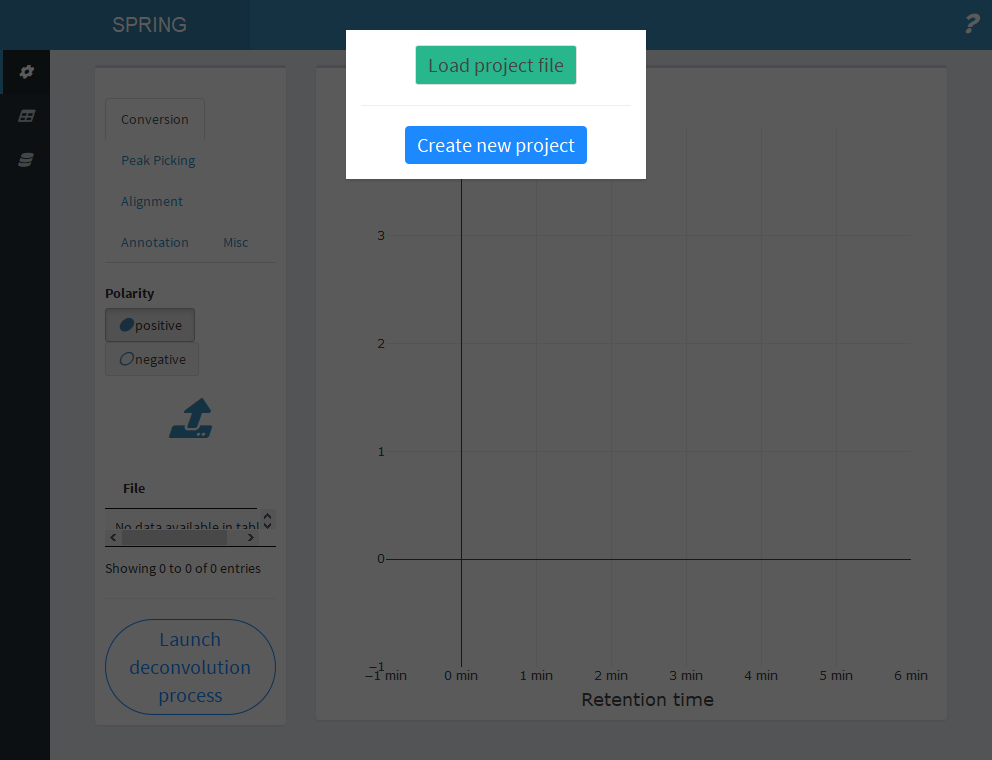 SPRING
?
Load project file
Create new project
Conversion
Peak Picking
Alignment
Annotation Misc
Polarity
positive
negative
File
No data available in tabl
Showing 0 to 0 of 0 entries
Launch
deconvolution
process
3
2
1
0
−1
−1 min 0 min 1 min 2 min 3 min 4 min 5 min 6 min
Retention time